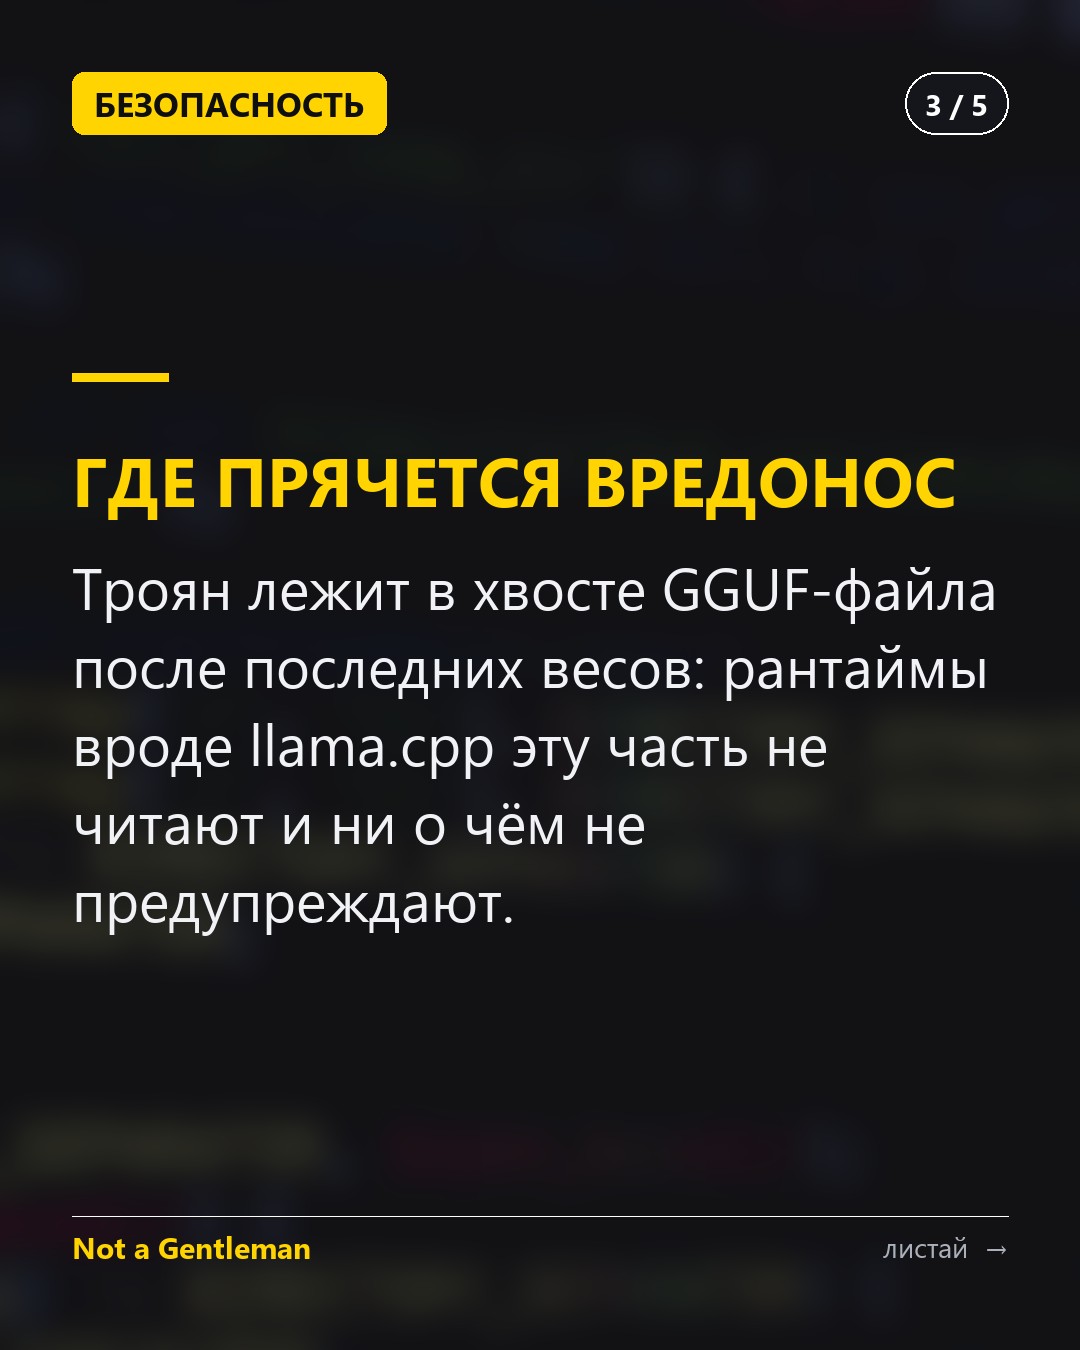 БЕЗОПАСНОСТЬ
3 / 5
ГДЕ ПРЯЧЕТСЯ ВРЕДОНОС
Троян лежит в хвосте GGUF-файла
после последних весов: рантаймы
вроде llama.cpp эту часть не
читают и ни о чём не
предупреждают.
Not a Gentleman
листай →